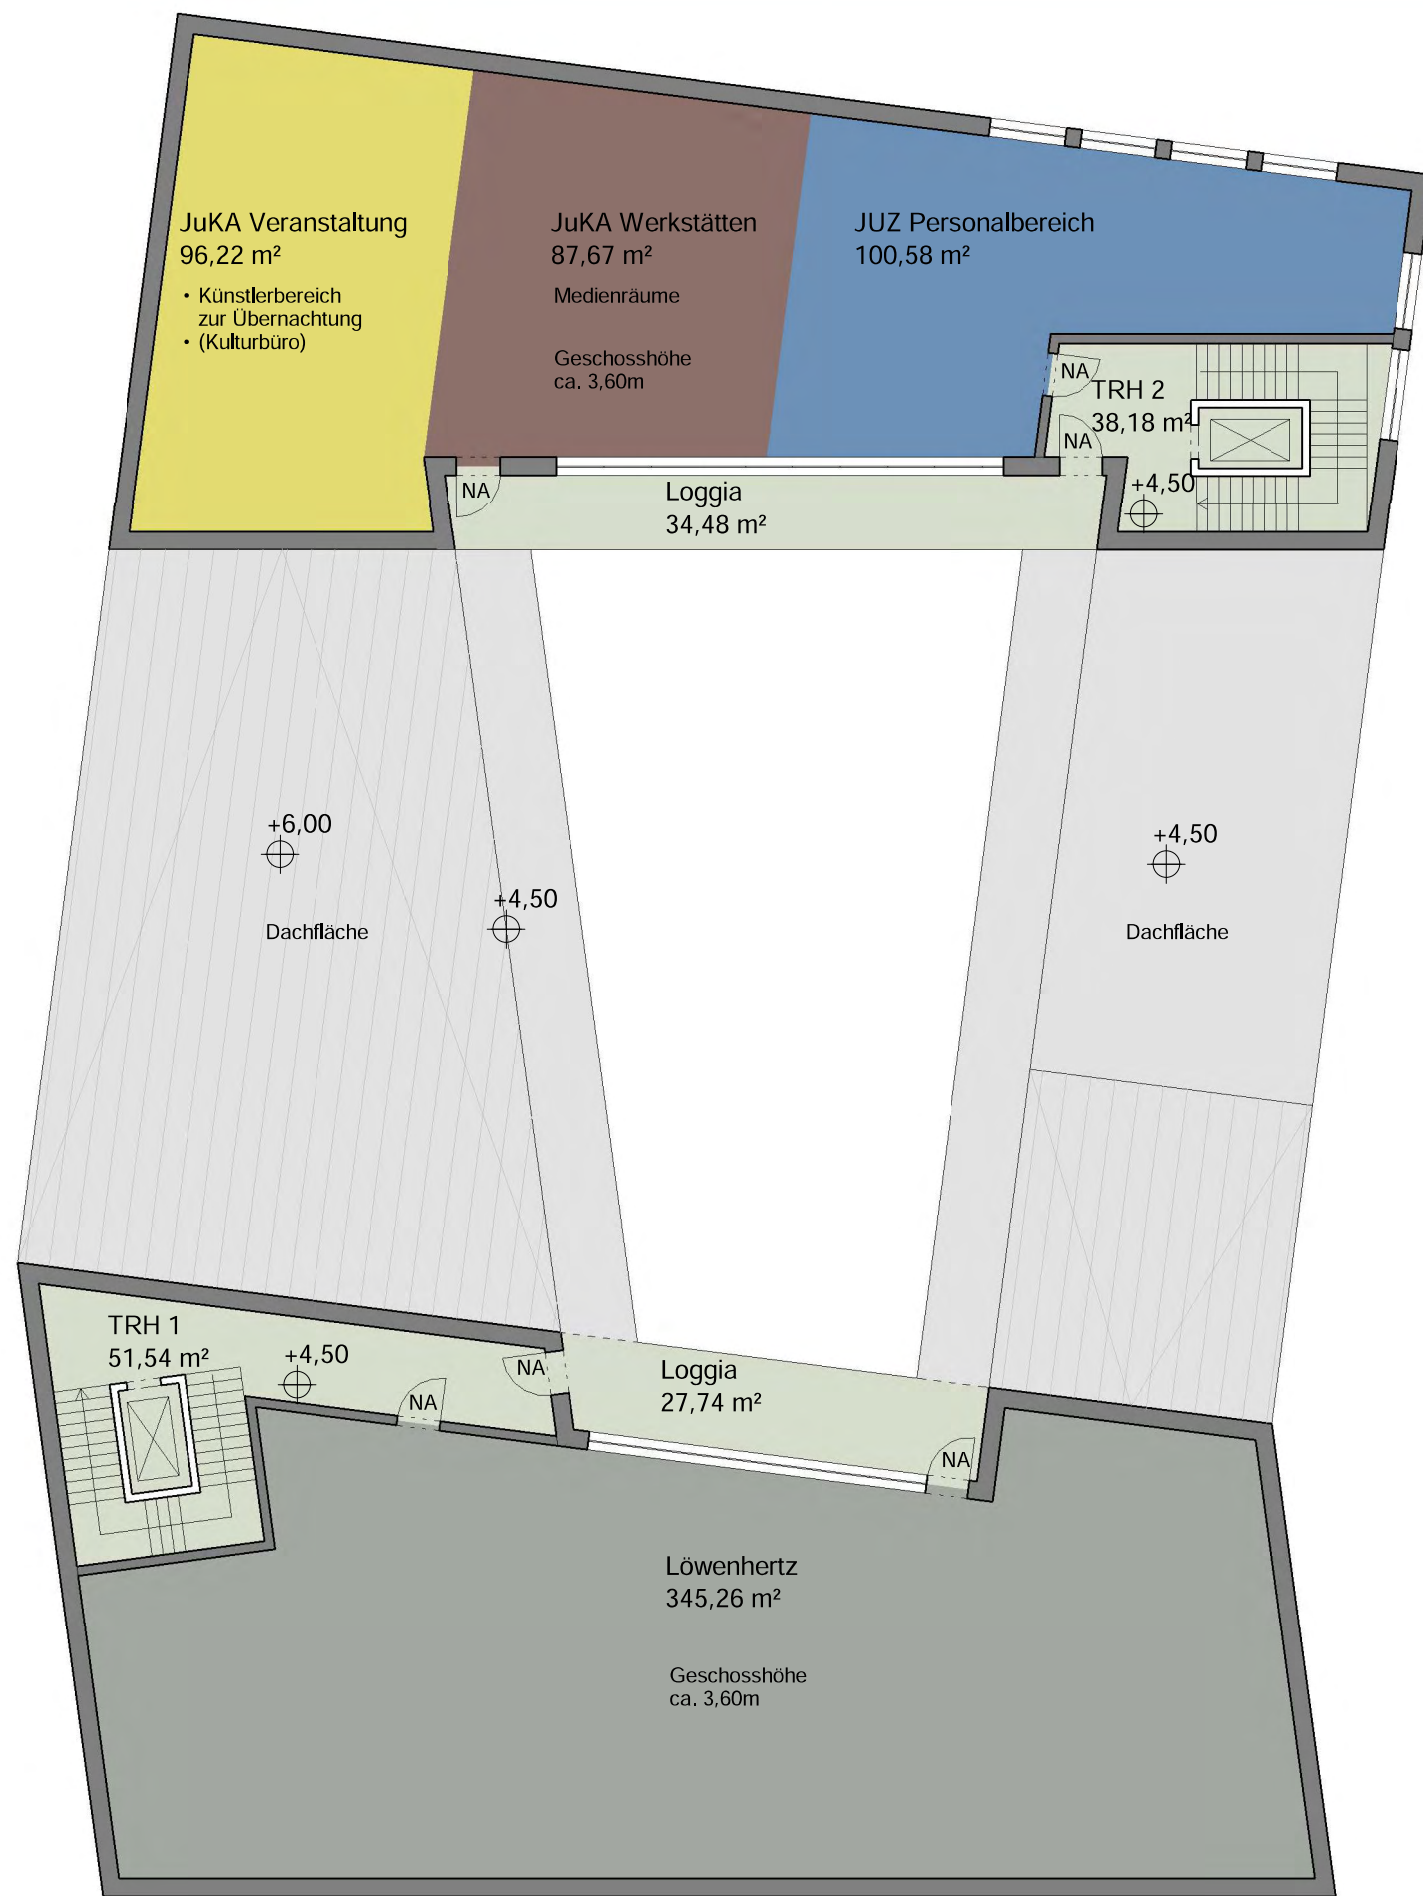 JuKA Veranstaltung
96,22 m²
• Künstlerbereich
zur Übernachtung
• (Kulturbüro)
JuKA Werkstätten
87,67 m²
Medienräume
Geschosshöhe
ca. 3,60m
JUZ Personalbereich
100,58 m²
NA
TRH 2
38,18 m²
NA
+4,50
NA
Loggia
34,48 m²
+6,00
Dachfläche
+4,50
+4,50
Dachfläche
TRH 1
51,54 m²
+4,50
NA
NA
Loggia
27,74 m²
NA
Löwenhertz
345,26 m²
Geschosshöhe
ca. 3,60m